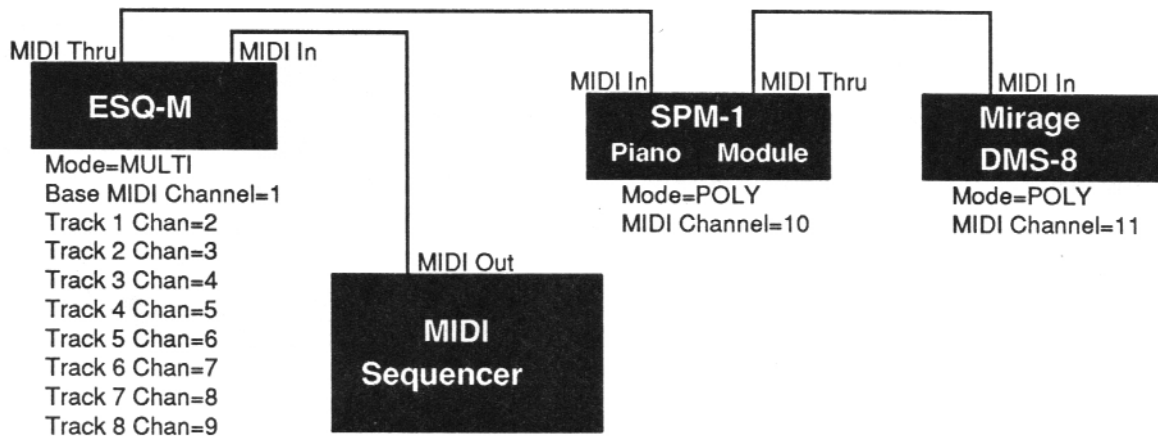 MIDI Thru
MIDI In
ESQ-M
Mode=MULTI
Base MIDI Channel=1
Track 1 Chan=2
Track 2 Chan=3
Track 3 Chan=4
Track 4 Chan=5
Track 5 Chan=6
Track 6 Chan=7
Track 7 Chan=8
Track 8 Chan=9
MIDI Out
MIDI
Sequencer
MIDI In
MIDI Thru
SPM-1
Piano Module
Mode=POLY
MIDI Channel=10
MIDI In
Mirage
DMS-8
Mode=POLY
MIDI Channel=11